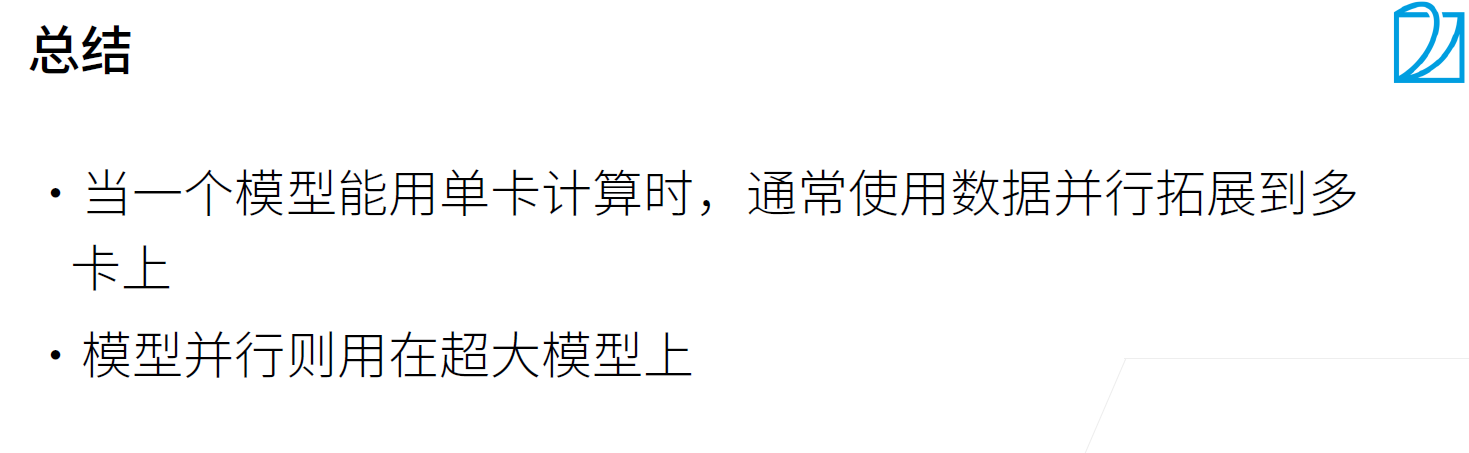 总结
• 当一个模型能用单卡计算时，通常使用数据并行拓展到多
卡上
• 模型并行则用在超大模型上